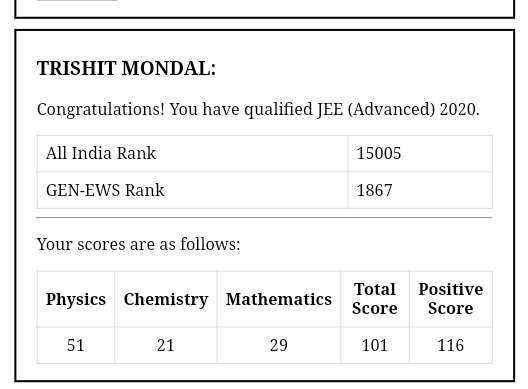 TRISHIT MONDAL:
Congratulations! You have qualified JEE (Advanced) 2020.
All India Rank 15005
GEN-EWS Rank 1867
Your scores are as follows:
Physics Chemistry Mathematics Total Score Positive Score
51 21 29 101 116